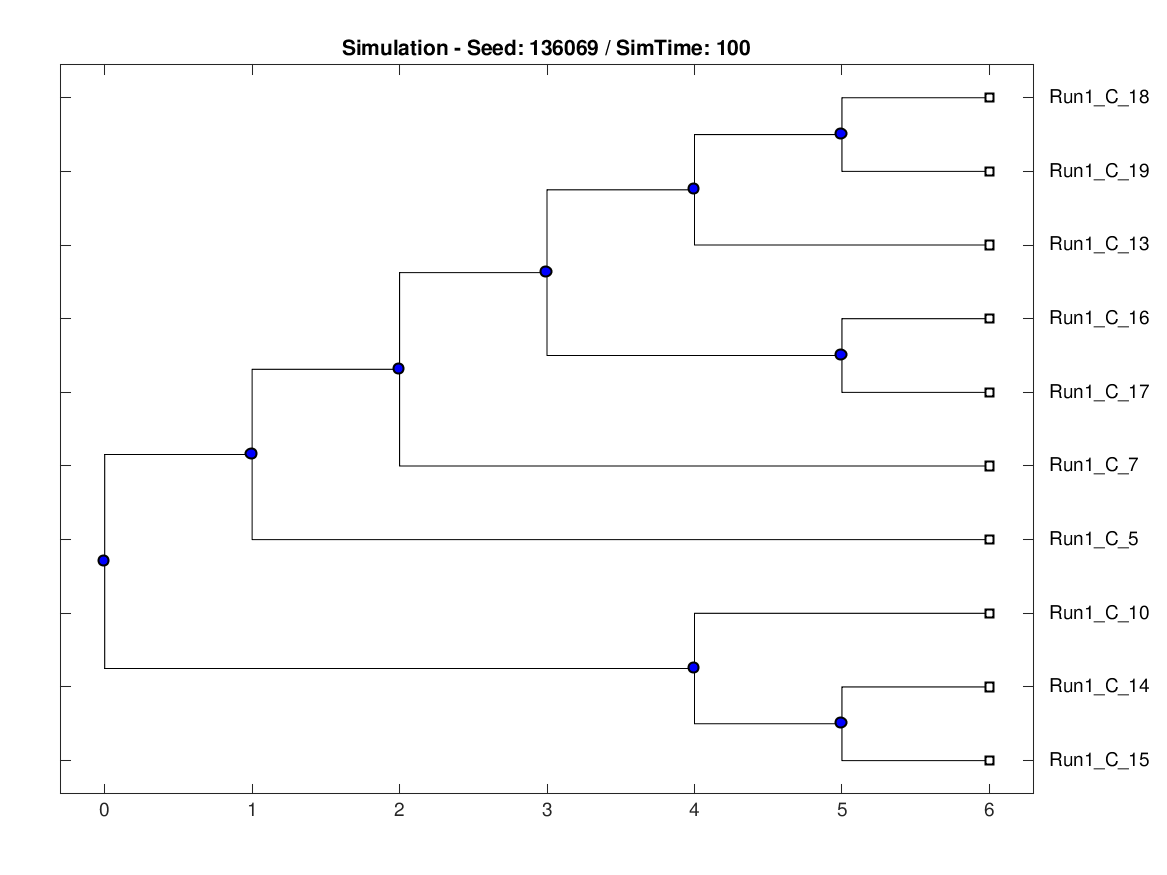 Simulation - Seed: 136069 / SimTime: 100
Run1_C_18
Run1_C_19
Run1_C_13
Run1_C_16
Run1_C_17
Run1_C_7
Run1_C_5
Run1_C_10
Run1_C_14
Run1_C_15
0 1 2 3 4 5 6